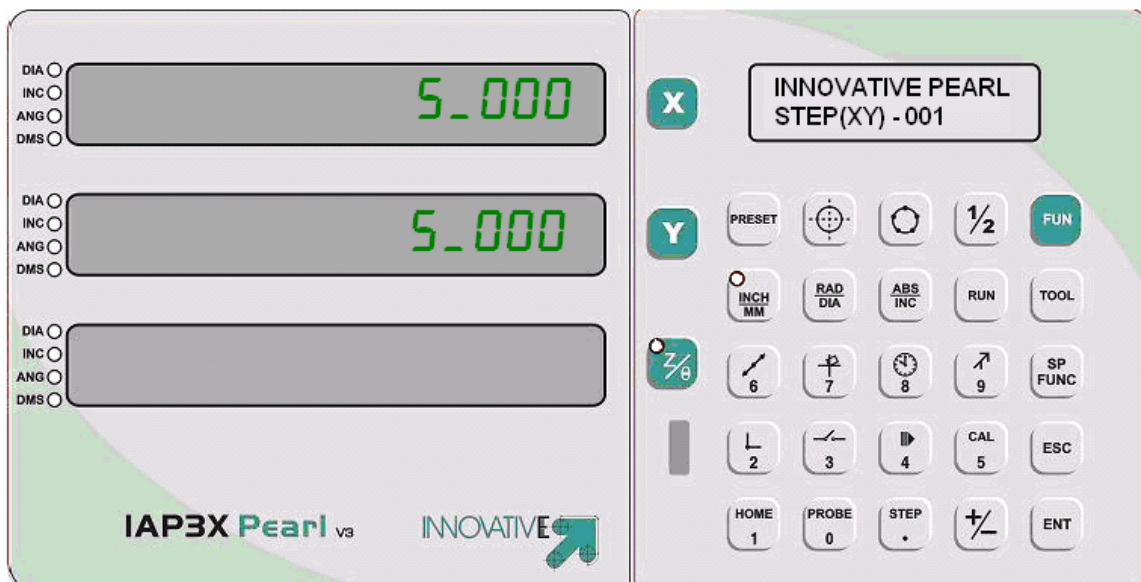 DIA
INC
ANG
DMS
S_000
DIA
INC
ANG
DMS
S_000
DIA
INC
ANG
DMS
IAP3X Pearl V3
INNOVATIVE
X
Y
Z/θ
INNOVATIVE PEARL
STEP(XY) - 001
PRESET
1/2
FUN
INCH
MM
RAD
DIA
ABS
INC
RUN
TOOL
6
7
8
9
SP
FUNC
2
3
4
CAL
5
ESC
HOME
1
PROBE
0
STEP
.
+/-
ENT